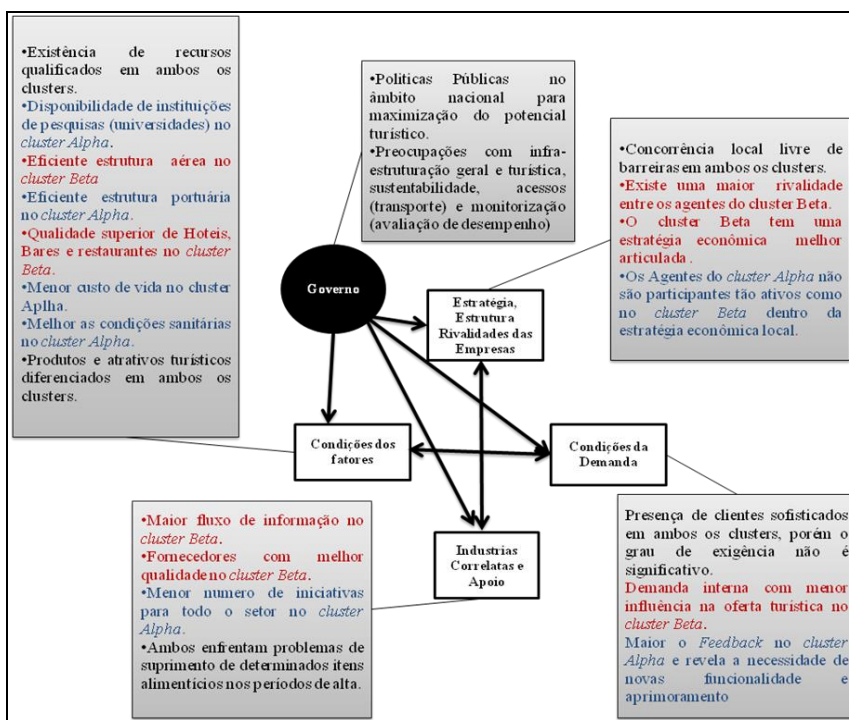 •Existência de recursos
qualificados em ambos os
clusters.
•Disponibilidade de instituições
de pesquisas (universidades) no
cluster Alpha.
•Eficiente estrutura aérea no
cluster Beta
•Eficiente estrutura portuária
no cluster Alpha.
•Qualidade superior de Hoteis,
Bares e restaurantes no cluster
Beta.
•Menor custo de vida no cluster
Aplha.
•Melhor as condições sanitárias
no cluster Alpha.
•Produtos e atrativos turísticos
diferenciados em ambos os
clusters.
•Politicas Públicas no
âmbito nacional para
maximização do potencial
turístico.
•Preocupações com infra-
estruturação geral e turística,
sustentabilidade, acessos
(transporte) e monitorização
(avaliação de desempenho)
•Concorrência local livre de
barreiras em ambos os clusters.
•Existe uma maior rivalidade
entre os agentes do cluster Beta.
•O cluster Beta tem uma
estratégia econômica melhor
articulada .
•Os Agentes do cluster Alpha não
são participantes tão ativos como
no cluster Beta dentro da
estratégia econômica local.
Governo
Estratégia,
Estrutura
Rivalidades das
Empresas
Condições dos
fatores
Condições da
Demanda
Industrias
Correlatas e
Apoio
•Maior fluxo de informação no
cluster Beta.
•Fornecedores com melhor
qualidade no cluster Beta.
•Menor numero de iniciativas
para todo o setor no cluster
Alpha.
•Ambos enfrentam problemas de
suprimento de determinados itens
alimentícios nos períodos de alta.
Presença de clientes sofisticados
em ambos os clusters, porém o
grau de exigência não é
significativo.
Demanda interna com menor
influência na oferta turística no
cluster Beta.
Maior o Feedback no cluster
Alpha e revela a necessidade de
novas funcionalidade e
aprimoramento